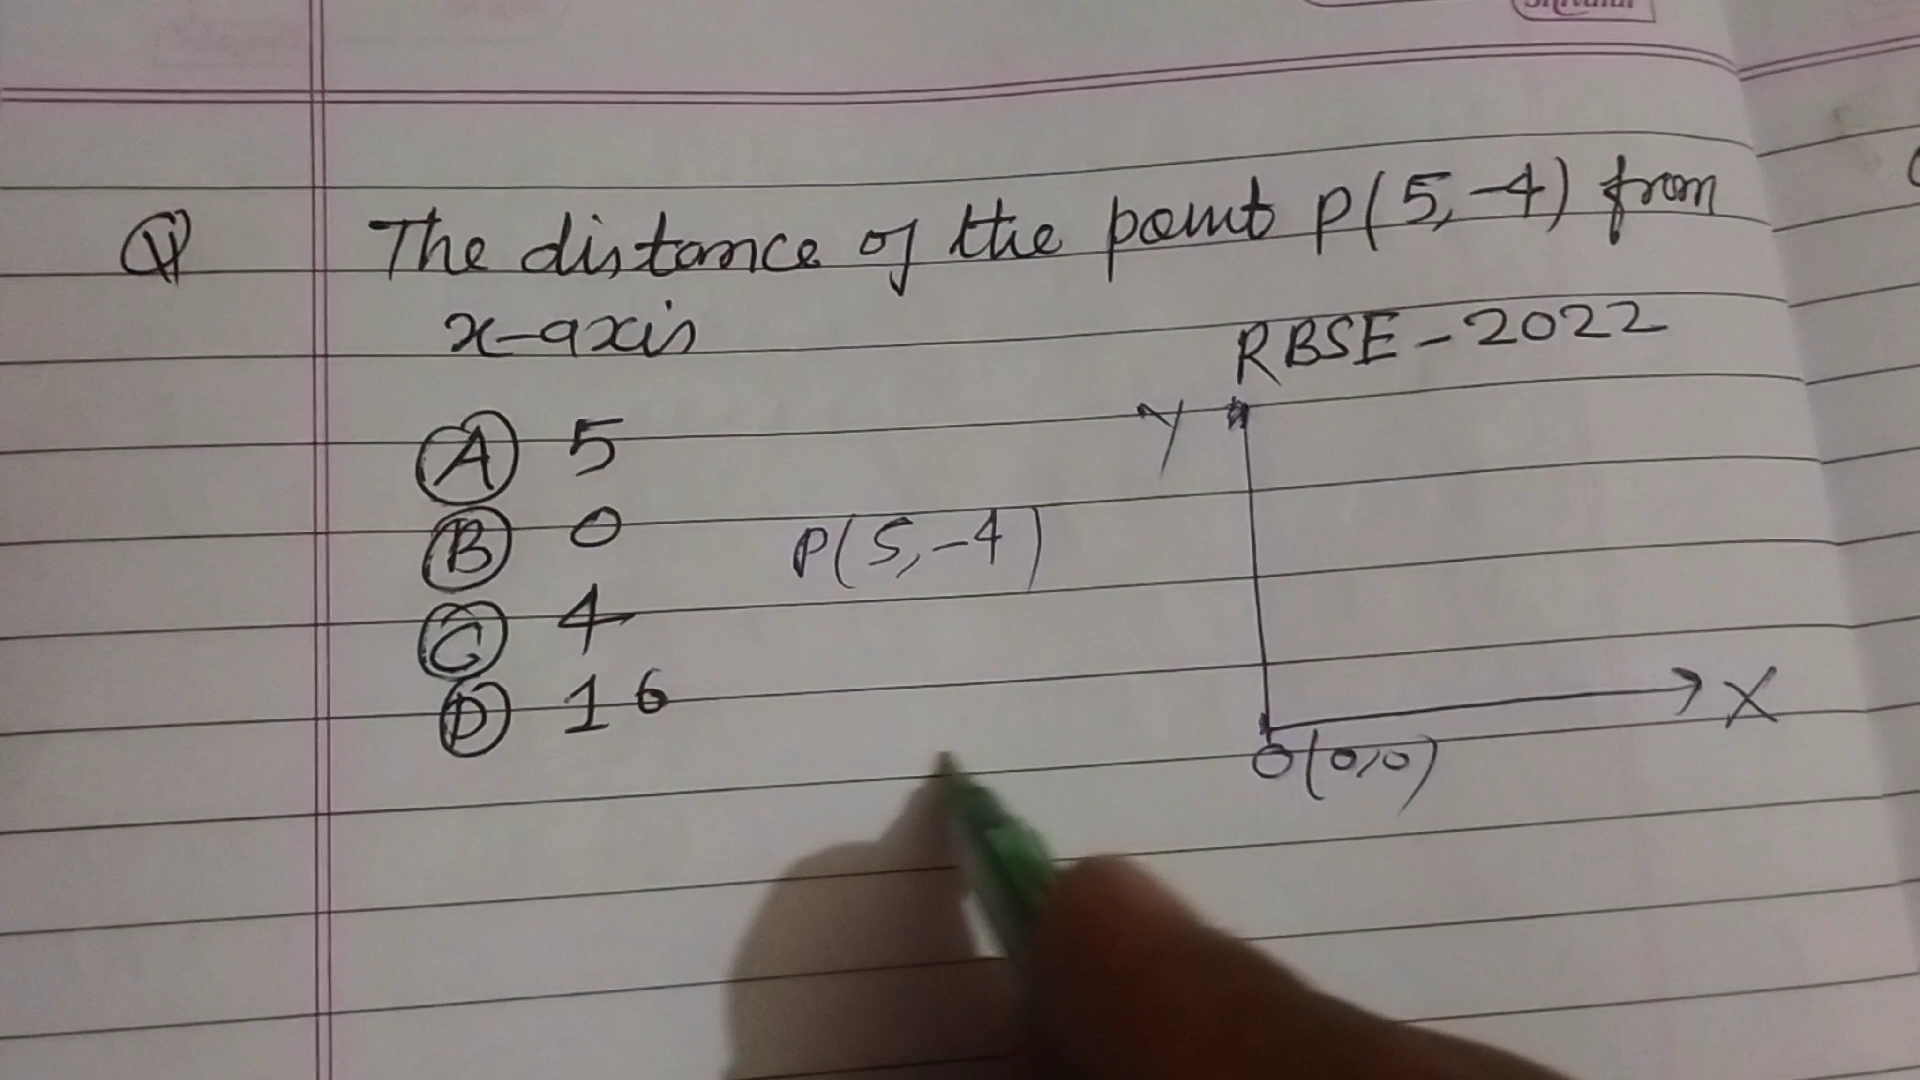 Q The distance of the point P(5,-4) from
x-axis
RBSE-2022
A 5
B 0
C 4
D 16
P(5,-4)
Y
X
O(0,0)